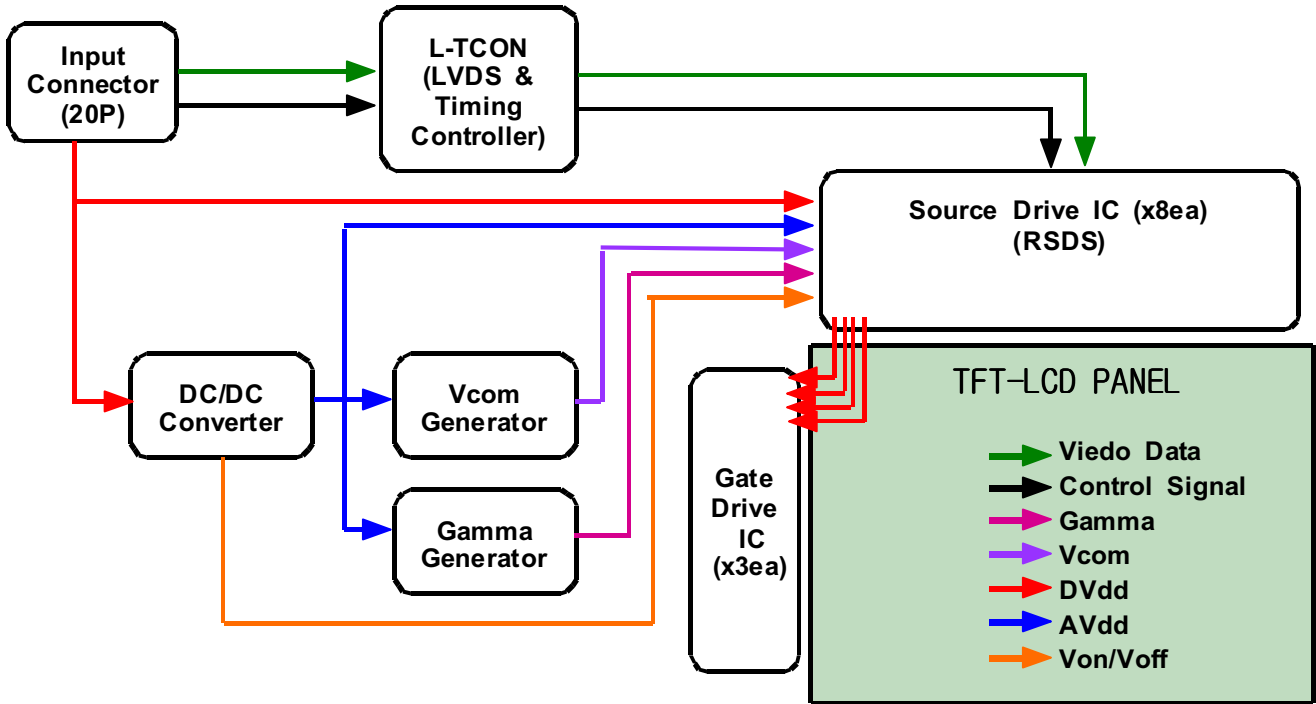 Input
Connector
(20P)
L-TCON
(LVDS &
Timing
Controller)
Source Drive IC (x8ea)
(RSDS)
DC/DC
Converter
Vcom
Generator
Gamma
Generator
Gate
Drive
IC
(x3ea)
TFT-LCD PANEL
Viedo Data
Control Signal
Gamma
Vcom
DVdd
AVdd
Von/Voff